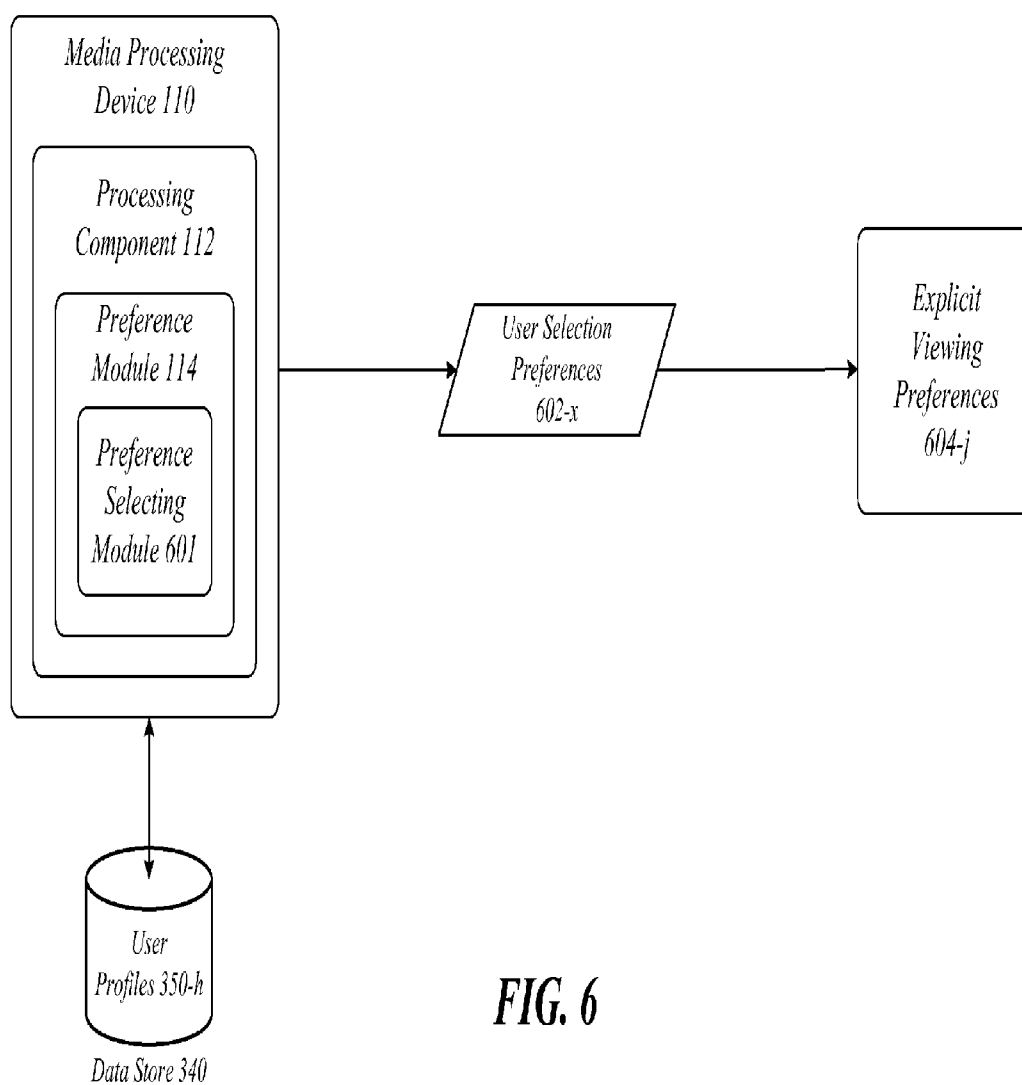 Media Processing
Device 110
Processing
Component 112
Preference
Module 114
Preference
Selecting
Module 601
User Selection
Preferences
602-x
Explicit
Viewing
Preferences
604-j
User
Profiles 350-h
Data Store 340
FIG. 6